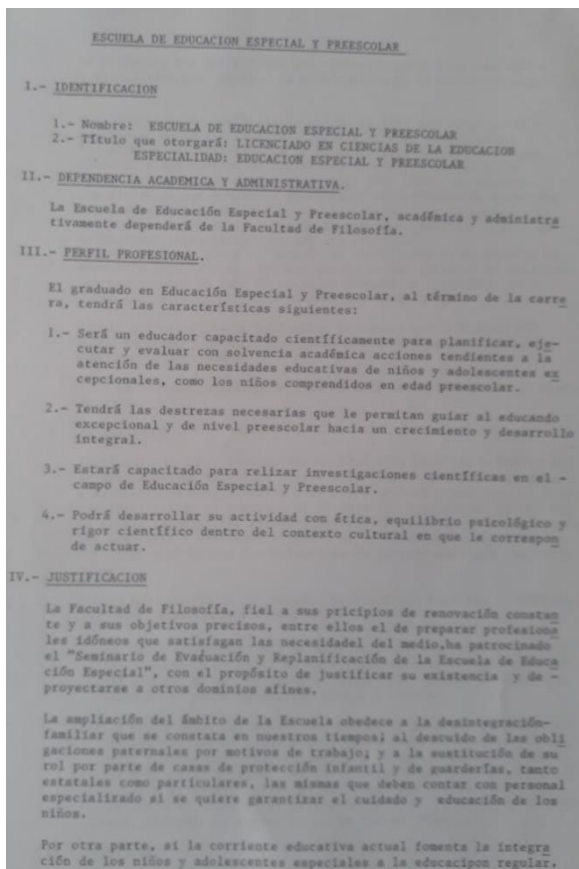 ESCUELA DE EDUCACION ESPECIAL Y PREESCOLAR
I.- IDENTIFICACION
1.- Nombre: ESCUELA DE EDUCACION ESPECIAL Y PREESCOLAR
2.- Título que otorgará: LICENCIADO EN CIENCIAS DE LA EDUCACION
ESPECIALIDAD: EDUCACION ESPECIAL Y PREESCOLAR
II.- DEPENDENCIA ACADEMICA Y ADMINISTRATIVA.
La Escuela de Educación Especial y Preescolar, académica y administra
tivamente dependerá de la Facultad de Filosofía.
III.- PERFIL PROFESIONAL.
El graduado en Educación Especial y Preescolar, al término de la carre
ra, tendrá las características siguientes:
1.- Será un educador capacitado científicamente para planificar, eje-
cutar y evaluar con solvencia académica acciones tendientes a la
atención de las necesidades educativas de niños y adolescentes ex
cepcionales, como los niños comprendidos en edad preescolar.
2.- Tendrá las destrezas necesarias que le permitan guiar al educando
excepcional y de nivel preescolar hacia un crecimiento y desarrollo
integral.
3.- Estará capacitado para relizar investigaciones científicas en el -
campo de Educación Especial y Preescolar.
4.- Podrá desarrollar su actividad con ética, equilibrio psicológico y
rigor científico dentro del contexto cultural en que le correspon
de actuar.
IV.- JUSTIFICACION
La Facultad de Filosofía, fiel a sus pricipios de renovación constan
te y a sus objetivos precisos, entre ellos el de preparar profesiona
les idóneos que satisfagan las necesidadel del medio,ha patrocinado
el "Seminario de Evaluación y Replanificación de la Escuela de Educa
ción Especial", con el propósito de justificar su existencia y de -
proyectarse a otros dominios afines.
La ampliación del ámbito de la Escuela obedece a la desintegración-
familiar que se constata en nuestros tiempos; al descuido de las obli
gaciones paternales por motivos de trabajo; y a la sustitución de su
rol por parte de casas de protección infantil y de guarderías, tanto
estatales como particulares, las mismas que deben contar con personal
especializado si se quiere garantizar el cuidado y educación de los
niños.
Por otra parte, si la corriente educativa actual fomenta la integra
ción de los niños y adolescentes especiales a la educacipon regular,